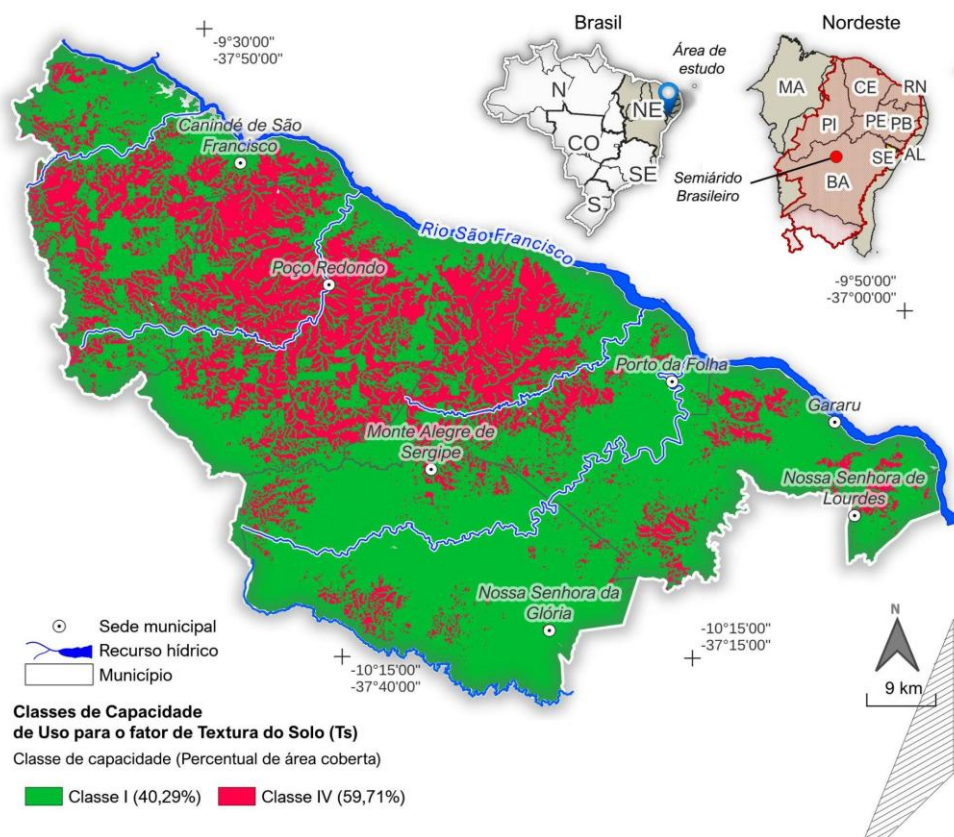 Brasil
Nordeste
-9°30'00"
-37°50'00"
Área de
estudo
N
NE
CO
SE
S
MA
CE
RN
PI
PE
PB
SE
AL
BA
Semiárido
Brasileiro
Canindé de São
Francisco
Rio São Francisco
Poço Redondo
-9°50'00"
-37°00'00"
Porto da Folha
Gararu
Monte Alegre de
Sergipe
Nossa Senhora de
Lourdes
Nossa Senhora da
Glória
Sede municipal
Recurso hídrico
Município
-10°15'00"
-37°40'00"
-10°15'00"
-37°15'00"
N
9 km
Classes de Capacidade
de Uso para o fator de Textura do Solo (Ts)
Classe de capacidade (Percentual de área coberta)
Classe I (40,29%)
Classe IV (59,71%)